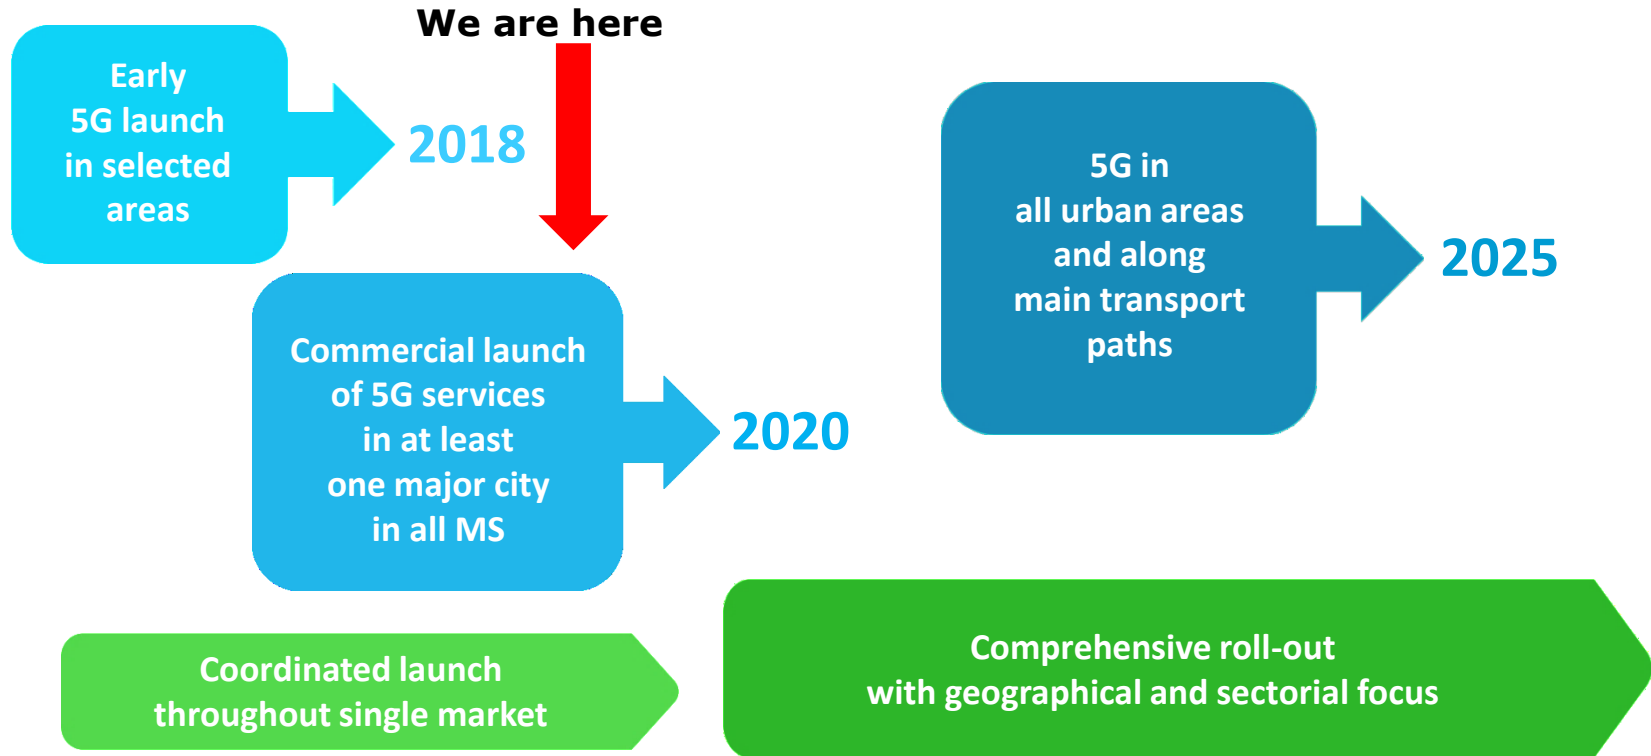 We are here
Early
5G launch
in selected
areas
2018
Commercial launch
of 5G services
in at least
one major city
in all MS
2020
5G in
all urban areas
and along
main transport
paths
2025
Coordinated launch
throughout single market
Comprehensive roll-out
with geographical and sectorial focus